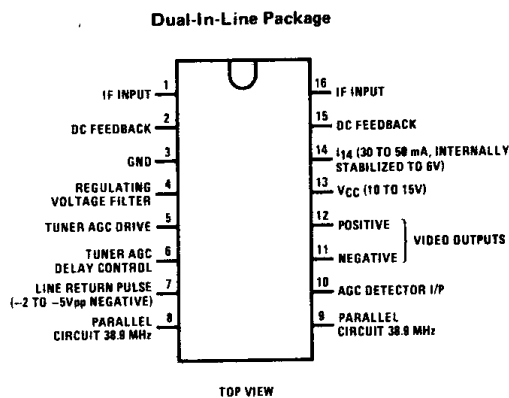 Dual-In-Line Package
IF INPUT 1
DC FEEDBACK 2
GND 3
REGULATING
VOLTAGE FILTER 4
TUNER AGC DRIVE 5
TUNER AGC
DELAY CONTROL 6
LINE RETURN PULSE
(−2 TO −5Vpp NEGATIVE) 7
PARALLEL
CIRCUIT 38.9 MHz 8
16 IF INPUT
15 DC FEEDBACK
14 I14 (30 TO 50 mA, INTERNALLY
STABILIZED TO 6V)
13 VCC (10 TO 15V)
12 POSITIVE
VIDEO OUTPUTS
11 NEGATIVE
10 AGC DETECTOR I/P
9 PARALLEL
CIRCUIT 38.9 MHz
TOP VIEW